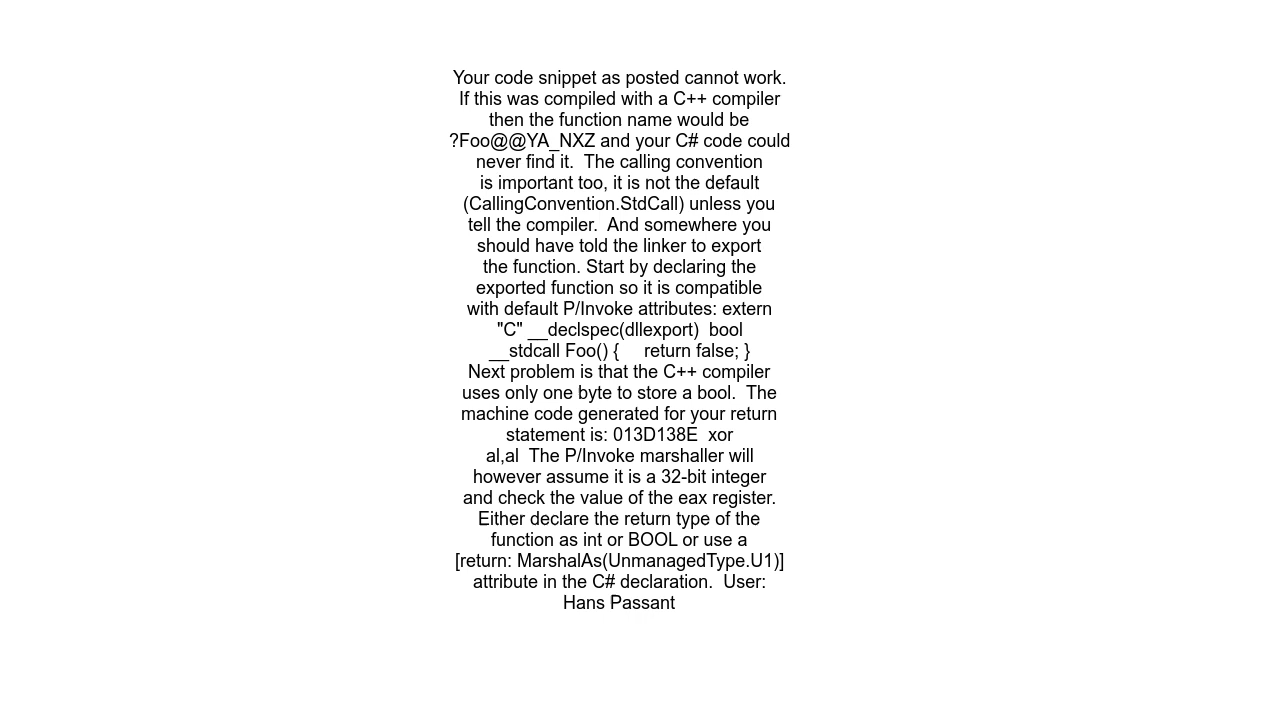 Your code snippet as posted cannot work.
If this was compiled with a C++ compiler
then the function name would be
?Foo@@YA_NXZ and your C# code could
never find it.  The calling convention
is important too, it is not the default
(CallingConvention.StdCall) unless you
tell the compiler.  And somewhere you
should have told the linker to export
the function. Start by declaring the
exported function so it is compatible
with default P/Invoke attributes: extern
"C" __declspec(dllexport)  bool
__stdcall Foo() {     return false; }
Next problem is that the C++ compiler
uses only one byte to store a bool.  The
machine code generated for your return
statement is: 013D138E  xor
al,al  The P/Invoke marshaller will
however assume it is a 32-bit integer
and check the value of the eax register.
Either declare the return type of the
function as int or BOOL or use a
[return: MarshalAs(UnmanagedType.U1)]
attribute in the C# declaration.  User:
Hans Passant